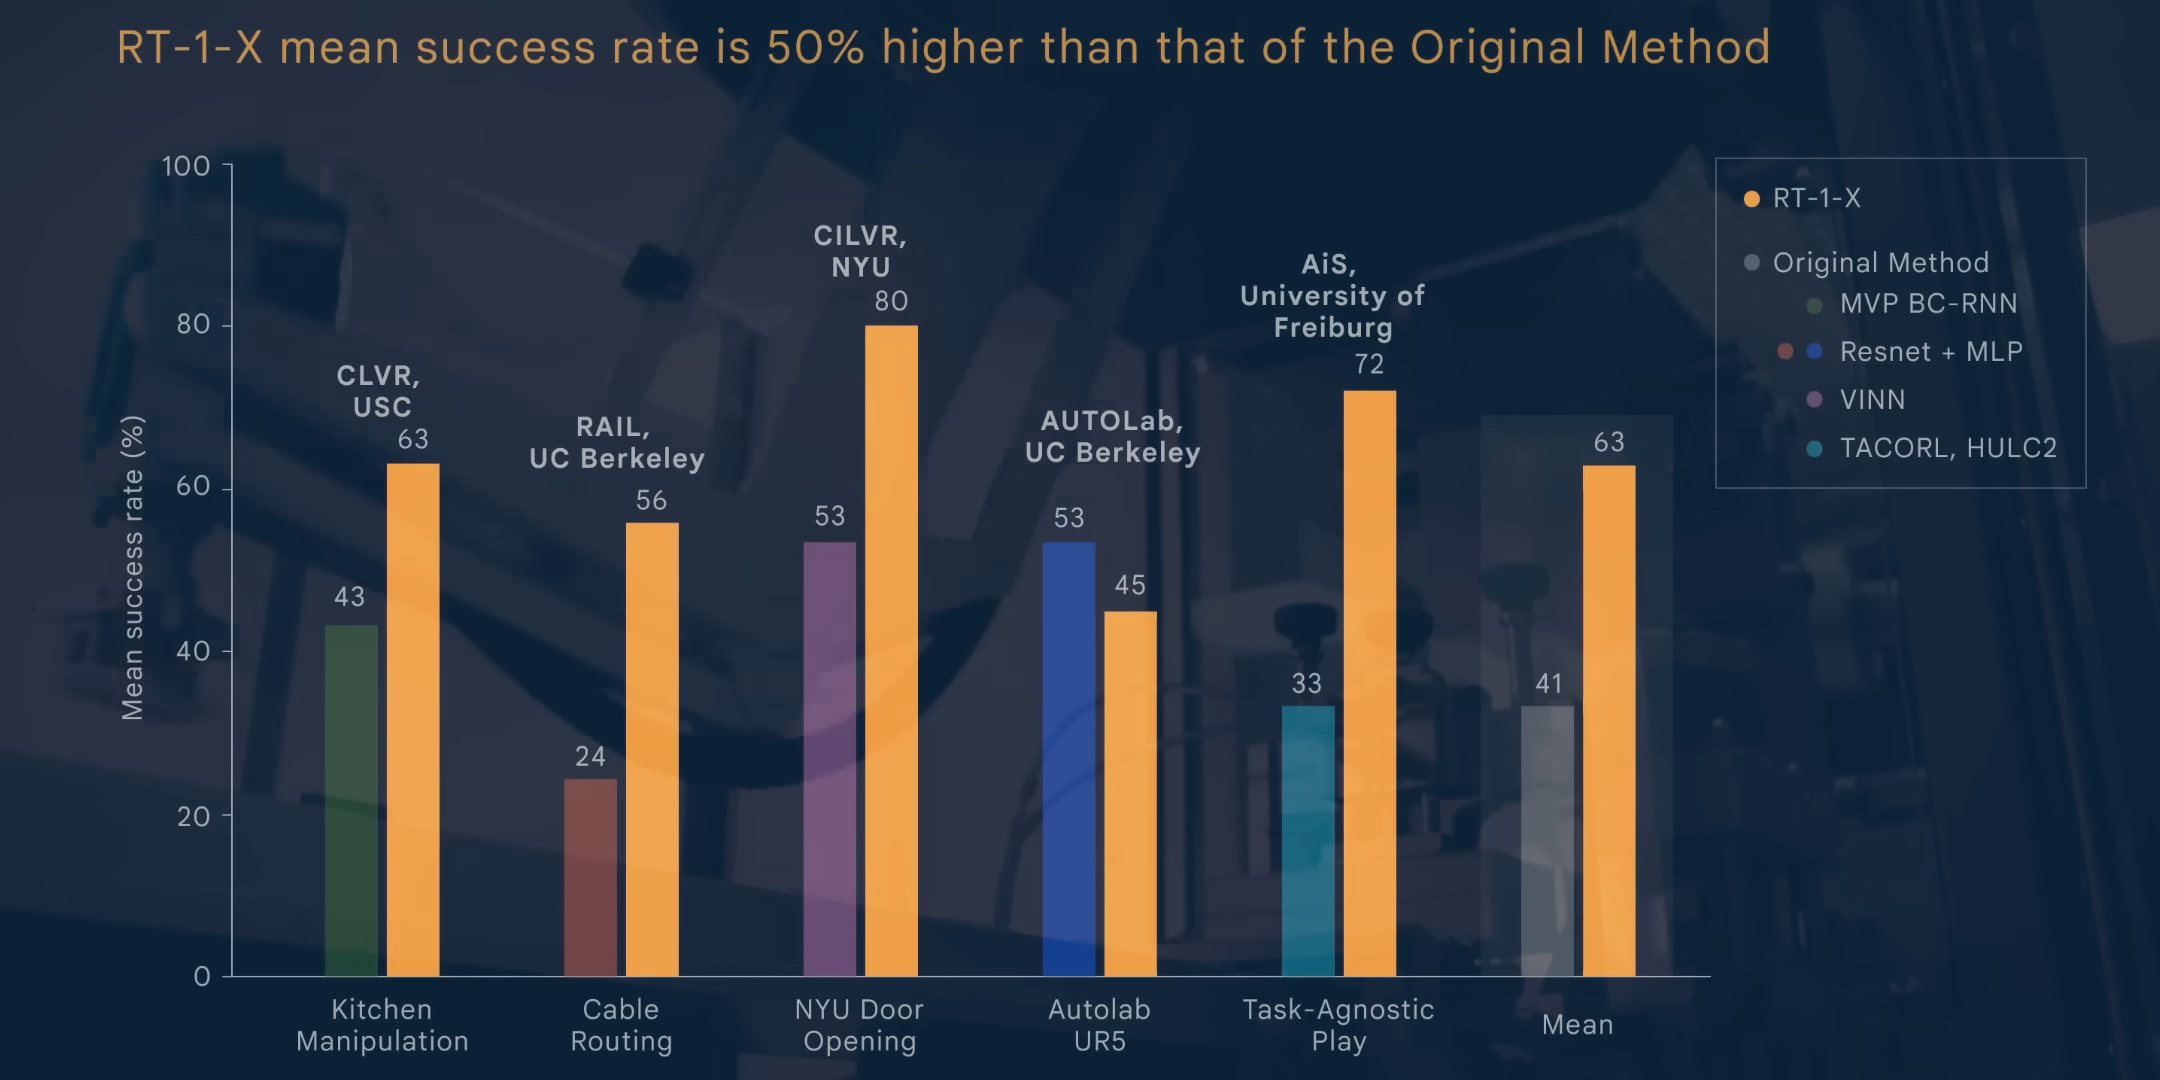 RT-1-X mean success rate is 50% higher than that of the Original Method
Mean success rate (%)
100
80
60
40
20
0
CLVR,
USC
43
63
RAIL,
UC Berkeley
24
56
CILVR,
NYU
53
80
AUTOLab,
UC Berkeley
53
45
AiS,
University of
Freiburg
33
72
41
63
Kitchen
Manipulation
Cable
Routing
NYU Door
Opening
Autolab
UR5
Task-Agnostic
Play
Mean
RT-1-X
Original Method
MVP BC-RNN
Resnet + MLP
VINN
TACORL, HULC2